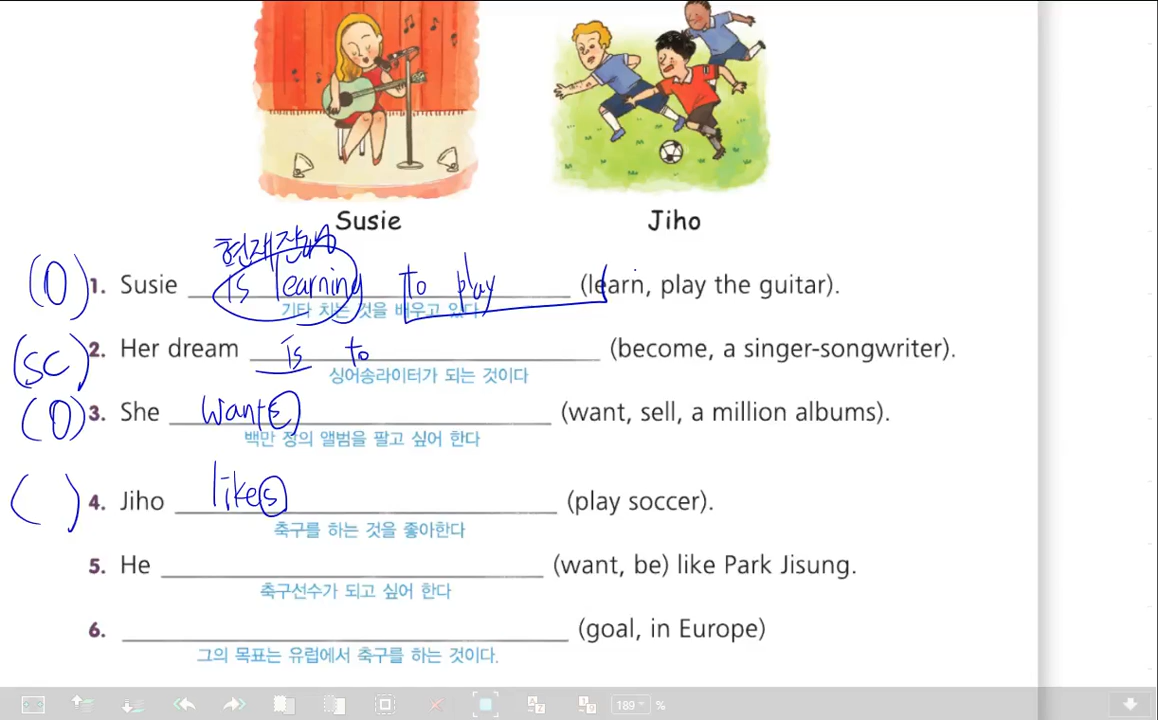 Susie Jiho
현재진행
(O) 1. Susie is learning to play (learn, play the guitar).
기타 치는 것을 배우고 있다
(SC) 2. Her dream is to (become, a singer-songwriter).
싱어송라이터가 되는 것이다
(O) 3. She wants (want, sell, a million albums).
백만 장의 앨범을 팔고 싶어 한다
( ) 4. Jiho likes (play soccer).
축구를 하는 것을 좋아한다
5. He (want, be) like Park Jisung.
축구선수가 되고 싶어 한다
6. (goal, in Europe)
그의 목표는 유럽에서 축구를 하는 것이다.
189 %